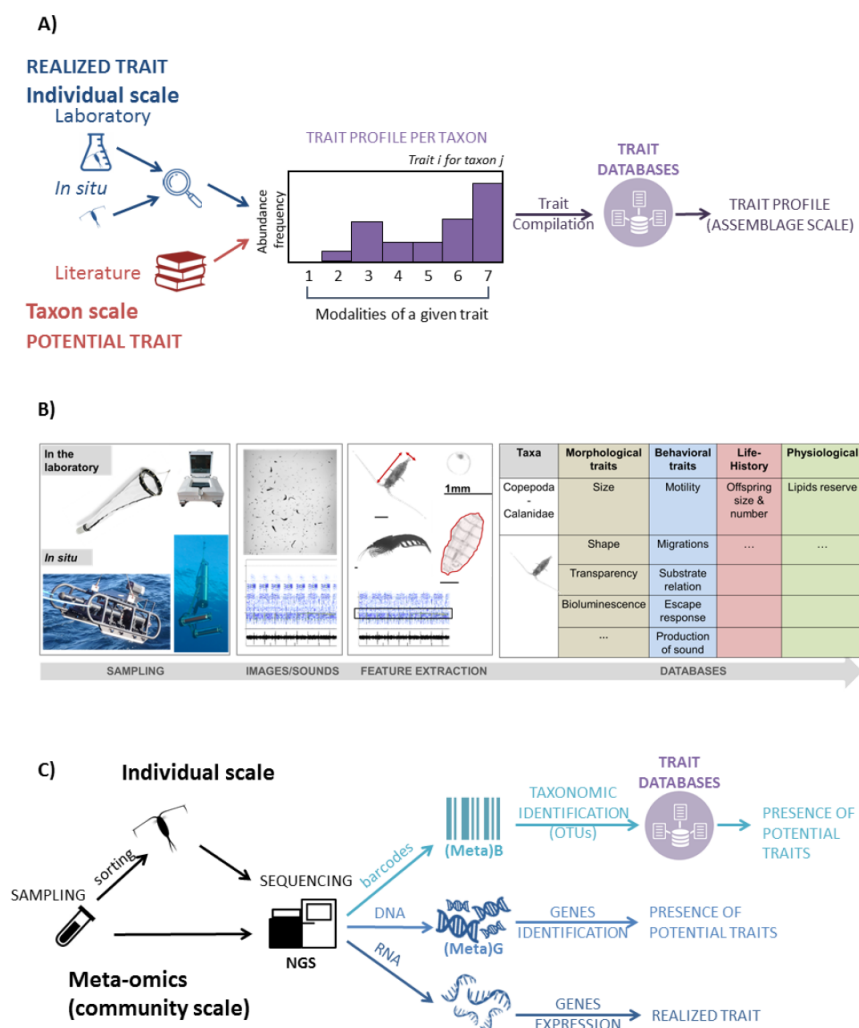 A)
REALIZED TRAIT
Individual scale
Laboratory
In situ
Literature
Taxon scale
POTENTIAL TRAIT
TRAIT PROFILE PER TAXON
Trait i for taxon j
Abundance
frequency
1 2 3 4 5 6 7
Modalities of a given trait
Trait
Compilation
TRAIT
DATABASES
TRAIT PROFILE
(ASSEMBLAGE SCALE)
B)
In the
laboratory
In situ
1mm
Taxa
Morphological
traits
Behavioral
traits
Life-
History
Physiological
Copepoda
-
Calanidae
Size
Motility
Offspring
size &
number
Lipids reserve
Shape
Migrations
...
...
Transparency
Substrate
relation
Bioluminescence
Escape
response
...
Production
of sound
SAMPLING
IMAGES/SOUNDS
FEATURE EXTRACTION
DATABASES
C)
Individual scale
SAMPLING
sorting
Meta-omics
(community scale)
SEQUENCING
NGS
barcodes
DNA
RNA
(Meta)B
(Meta)G
TAXONOMIC
IDENTIFICATION
(OTUs)
TRAIT
DATABASES
PRESENCE OF
POTENTIAL
TRAITS
GENES
IDENTIFICATION
PRESENCE OF
POTENTIAL TRAITS
GENES
EXPRESSION
REALIZED TRAIT